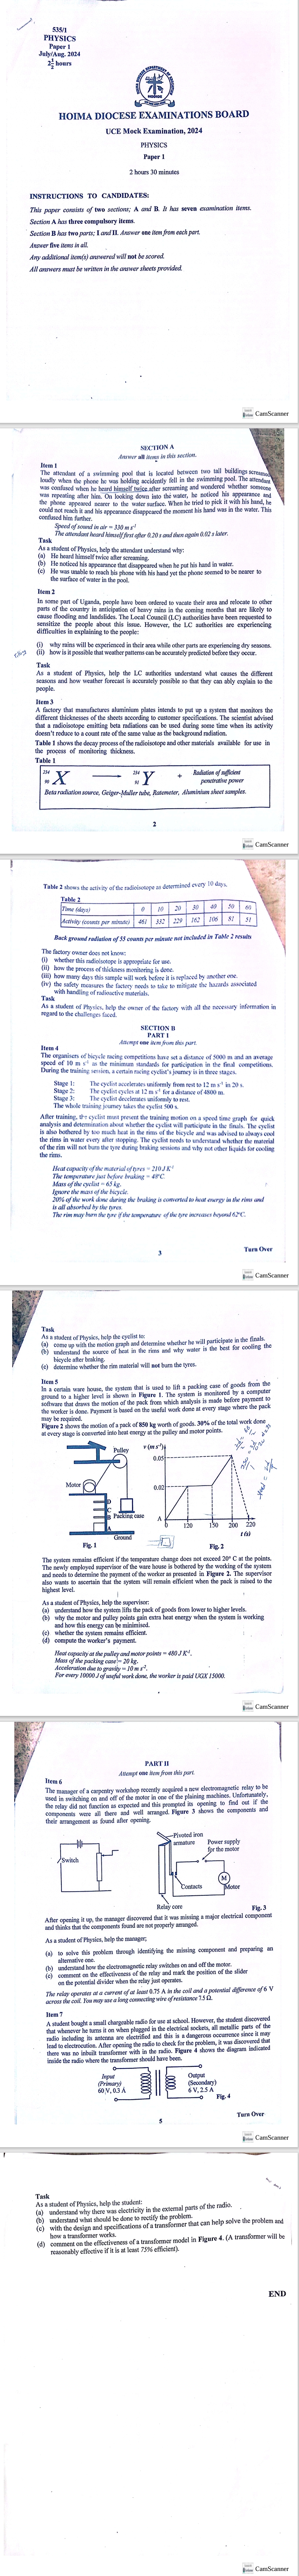 535/1
PHYSICS
Paper 1
July/Aug. 2024
2½ hours
HOIMA DIOCESE EXAMINATIONS BOARD
UCE Mock Examination, 2024
PHYSICS
Paper 1
2 hours 30 minutes
INSTRUCTIONS TO CANDIDATES:
This paper consists of two sections; A and B. It has seven examination items.
Section A has three compulsory items.
Section B has two parts; I and II. Answer one item from each part.
Answer five items in all.
Any additional item(s) answered will not be scored.
All answers must be written in the answer sheets provided.
CamScanner
SECTION A
Answer all items in this section.
Item 1
The attendant of a swimming pool that is located between two tall buildings screamed
loudly when the phone he was holding accidently fell in the swimming pool. The attendant
was confused when he heard himself twice after screaming and wondered whether someone
was repeating after him. On looking down into the water, he noticed his appearance and
the phone appeared nearer to the water surface. When he tried to pick it with his hand, he
could not reach it and his appearance disappeared the moment his hand was in the water. This
confused him further.
Speed of sound in air = 330 ms⁻¹
The attendant heard himself first after 0.20 s and then again 0.02 s later.
Task
As a student of Physics, help the attendant understand why:
(a) He heard himself twice after screaming.
(b) He noticed his appearance that disappeared when he put his hand in water.
(c) He was unable to reach his phone with his hand yet the phone seemed to be nearer to
the surface of the water in the pool.
Item 2
In some part of Uganda, people have been ordered to vacate their area and relocate to other
parts of the country in anticipation of heavy rains in the coming months that are likely to
cause flooding and landslides. The Local Council (LC) authorities have been requested to
sensitize the people about this issue. However, the LC authorities are experiencing
difficulties in explaining to the people:
(i) why rains will be experienced in their area while other parts are experiencing dry seasons.
(ii) how is it possible that weather patterns can be accurately predicted before they occur.
Task
As a student of Physics, help the LC authorities understand what causes the different
seasons and how weather forecast is accurately possible so that they can ably explain to the
people.
Item 3
A factory that manufactures aluminium plates intends to put up a system that monitors the
different thicknesses of the sheets according to customer specifications. The scientist advised
that a radioisotope emitting beta radiations can be used during some time when its activity
doesn't reduce to a count rate of the same value as the background radiation.
Table 1 shows the decay process of the radioisotope and other materials available for use in
the process of monitoring thickness.
Table 1
²³⁴₉₀X → ²³⁴₉₁Y + Radiation of sufficient penetrative power
Beta radiation source, Geiger-Muller tube, Ratemeter, Aluminium sheet samples.
2
CamScanner
Table 2 shows the activity of the radioisotope as determined every 10 days.
Table 2
Time (days) 0 10 20 30 40 50 60
Activity (counts per minute) 461 332 229 162 106 81 51
Back ground radiation of 55 counts per minute not included in Table 2 results
The factory owner does not know:
(i) whether this radioisotope is appropriate for use.
(ii) how the process of thickness monitoring is done.
(iii) how many days this sample will work before it is replaced by another one.
(iv) the safety measures the factory needs to take to mitigate the hazards associated
with handling of radioactive materials.
Task
As a student of Physics, help the owner of the factory with all the necessary information in
regard to the challenges faced.
SECTION B
PART I
Attempt one item from this part.
Item 4
The organisers of bicycle racing competitions have set a distance of 5000 m and an average
speed of 10 m s⁻¹ as the minimum standards for participation in the final competitions.
During the training session, a certain racing cyclist's journey is in three stages.
Stage 1: The cyclist accelerates uniformly from rest to 12 m s⁻¹ in 20 s.
Stage 2: The cyclist cycles at 12 m s⁻¹ for a distance of 4800 m.
Stage 3: The cyclist decelerates uniformly to rest.
The whole training journey takes the cyclist 500 s.
After training, the cyclist must present the training motion on a speed time graph for quick
analysis and determination about whether the cyclist will participate in the finals. The cyclist
is also bothered by too much heat in the rims of the bicycle and was advised to always cool
the rims in water every after stopping. The cyclist needs to understand whether the material
of the rim will not burn the tyre during braking sessions and why not other liquids for cooling
the rims.
Heat capacity of the material of tyres = 210 J K⁻¹
The temperature just before braking = 40°C.
Mass of the cyclist = 65 kg.
Ignore the mass of the bicycle.
20% of the work done during the braking is converted to heat energy in the rims and
is all absorbed by the tyres.
The rim may burn the tyre if the temperature of the tyre increases beyond 62°C.
3
Turn Over
CamScanner
Task
As a student of Physics, help the cyclist to:
(a) come up with the motion graph and determine whether he will participate in the finals.
(b) understand the source of heat in the rims and why water is the best for cooling the
bicycle after braking.
(c) determine whether the rim material will not burn the tyres.
Item 5
In a certain ware house, the system that is used to lift a packing case of goods from the
ground to a higher level is shown in Figure 1. The system is monitored by a computer
software that draws the motion of the pack from which analysis is made before payment to
the worker is done. Payment is based on the useful work done at every stage where the pack
may be required.
Figure 2 shows the motion of a pack of 850 kg worth of goods. 30% of the total work done
at every stage is converted into heat energy at the pulley and motor points.
Pulley
Motor
D
C
B
A
Packing case
Ground
Fig. 1
v (m s⁻¹)
0.05
0.02
A
0
120
150
200
220
t (s)
Fig. 2
The system remains efficient if the temperature change does not exceed 20° C at the points.
The newly employed supervisor of the ware house is bothered by the working of the system
and needs to determine the payment of the worker as presented in Figure 2. The supervisor
also wants to ascertain that the system will remain efficient when the pack is raised to the
highest level.
As a student of Physics, help the supervisor:
(a) understand how the system lifts the pack of goods from lower to higher levels.
(b) why the motor pulley points gain extra heat energy when the system is working
and how this energy can be minimised.
(c) whether the system remains efficient.
(d) compute the worker's payment.
Heat capacity at the pulley and motor points = 480 J K⁻¹.
Mass of the packing case = 20 kg.
Acceleration due to gravity = 10 m s⁻².
For every 10000 J of useful work done, the worker is paid UGX 15000.
CamScanner
PART II
Attempt one item from this part.
Item 6
The manager of a carpentry workshop recently acquired a new electromagnetic relay to be
used in switching on and off of the motor in one of the plaining machines. Unfortunately,
the relay did not function as expected and this prompted its opening to find out if the
components were all there and well arranged. Figure 3 shows the components and
their arrangement as found after opening.
Switch
Pivoted iron
armature
Power supply
for the motor
Contacts
M
Motor
Relay core
Fig. 3
After opening it up, the manager discovered that it was missing a major electrical component
and thinks that the components found are not properly arranged.
As a student of Physics, help the manager;
(a) to solve this problem through identifying the missing component and preparing an
alternative one.
(b) understand how the electromagnetic relay switches on and off the motor.
(c) comment on the effectiveness of the relay and mark the position of the slider
on the potential divider when the relay just operates.
The relay operates at a current of at least 0.75 A in the coil and a potential difference of 6 V
across the coil. You may use a long connecting wire of resistance 7.5 Ω.
Item 7
A student bought a small chargeable radio for use at school. However, the student discovered
that whenever he turns it on when plugged in the electrical sockets, all metallic parts of the
radio including its antenna are electrified and this is a dangerous occurrence since it may
lead to electrocution. After opening the radio to check for the problem, it was discovered that
there was no inbuilt transformer with in the radio. Figure 4 shows the diagram indicated
inside the radio where the transformer should have been.
Input
(Primary)
60 V, 0.3 A
Output
(Secondary)
6 V, 2.5 A
Fig. 4
5
Turn Over
CamScanner
Task
As a student of Physics, help the student:
(a) understand why there was electricity in the external parts of the radio.
(b) understand what should be done to rectify the problem.
(c) with the design and specifications of a transformer that can help solve the problem and
how a transformer works.
(d) comment on the effectiveness of a transformer model in Figure 4. (A transformer will be
reasonably effective if it is at least 75% efficient).
END
CamScanner